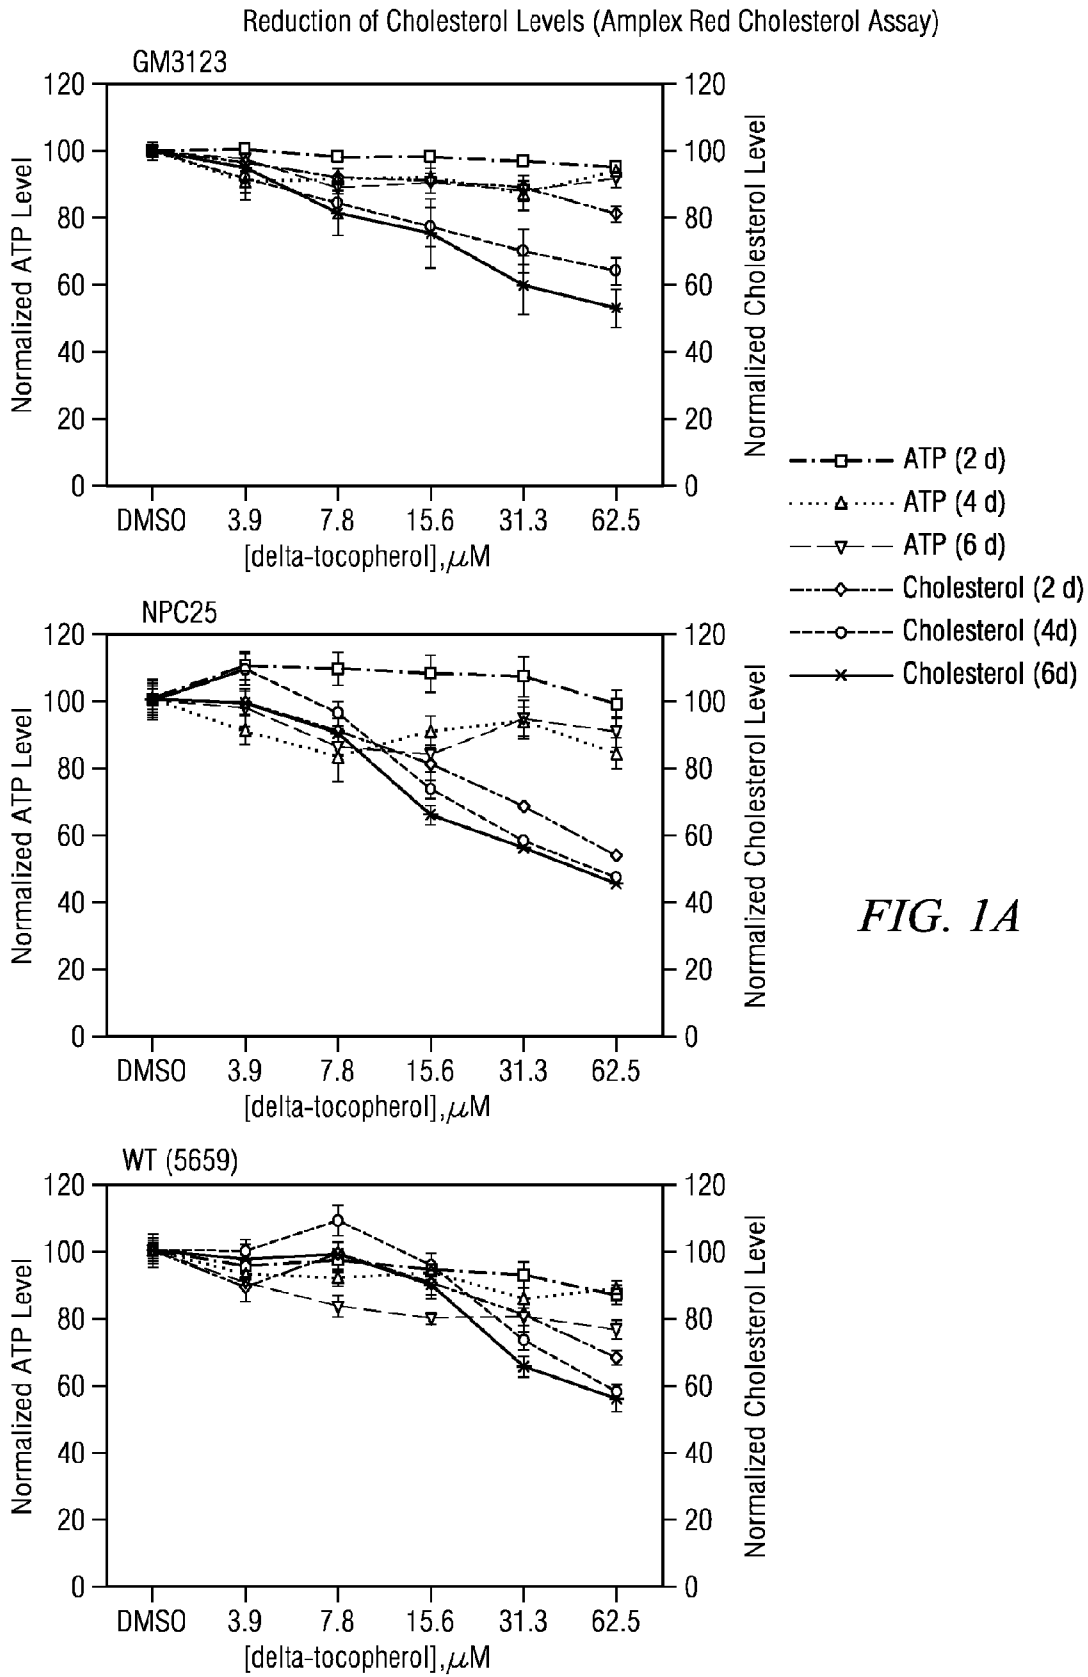 Reduction of Cholesterol Levels (Amplex Red Cholesterol Assay)
GM3123
120 120
100 100
80 80
60 60
40 40
20 20
0 0
Normalized ATP Level
Normalized Cholesterol Level
DMSO 3.9 7.8 15.6 31.3 62.5
[delta-tocopherol],μM
ATP (2 d)
ATP (4 d)
ATP (6 d)
Cholesterol (2 d)
Cholesterol (4d)
Cholesterol (6d)
NPC25
120 120
100 100
80 80
60 60
40 40
20 20
0 0
Normalized ATP Level
Normalized Cholesterol Level
DMSO 3.9 7.8 15.6 31.3 62.5
[delta-tocopherol],μM
FIG. 1A
WT (5659)
120 120
100 100
80 80
60 60
40 40
20 20
0 0
Normalized ATP Level
Normalized Cholesterol Level
DMSO 3.9 7.8 15.6 31.3 62.5
[delta-tocopherol],μM